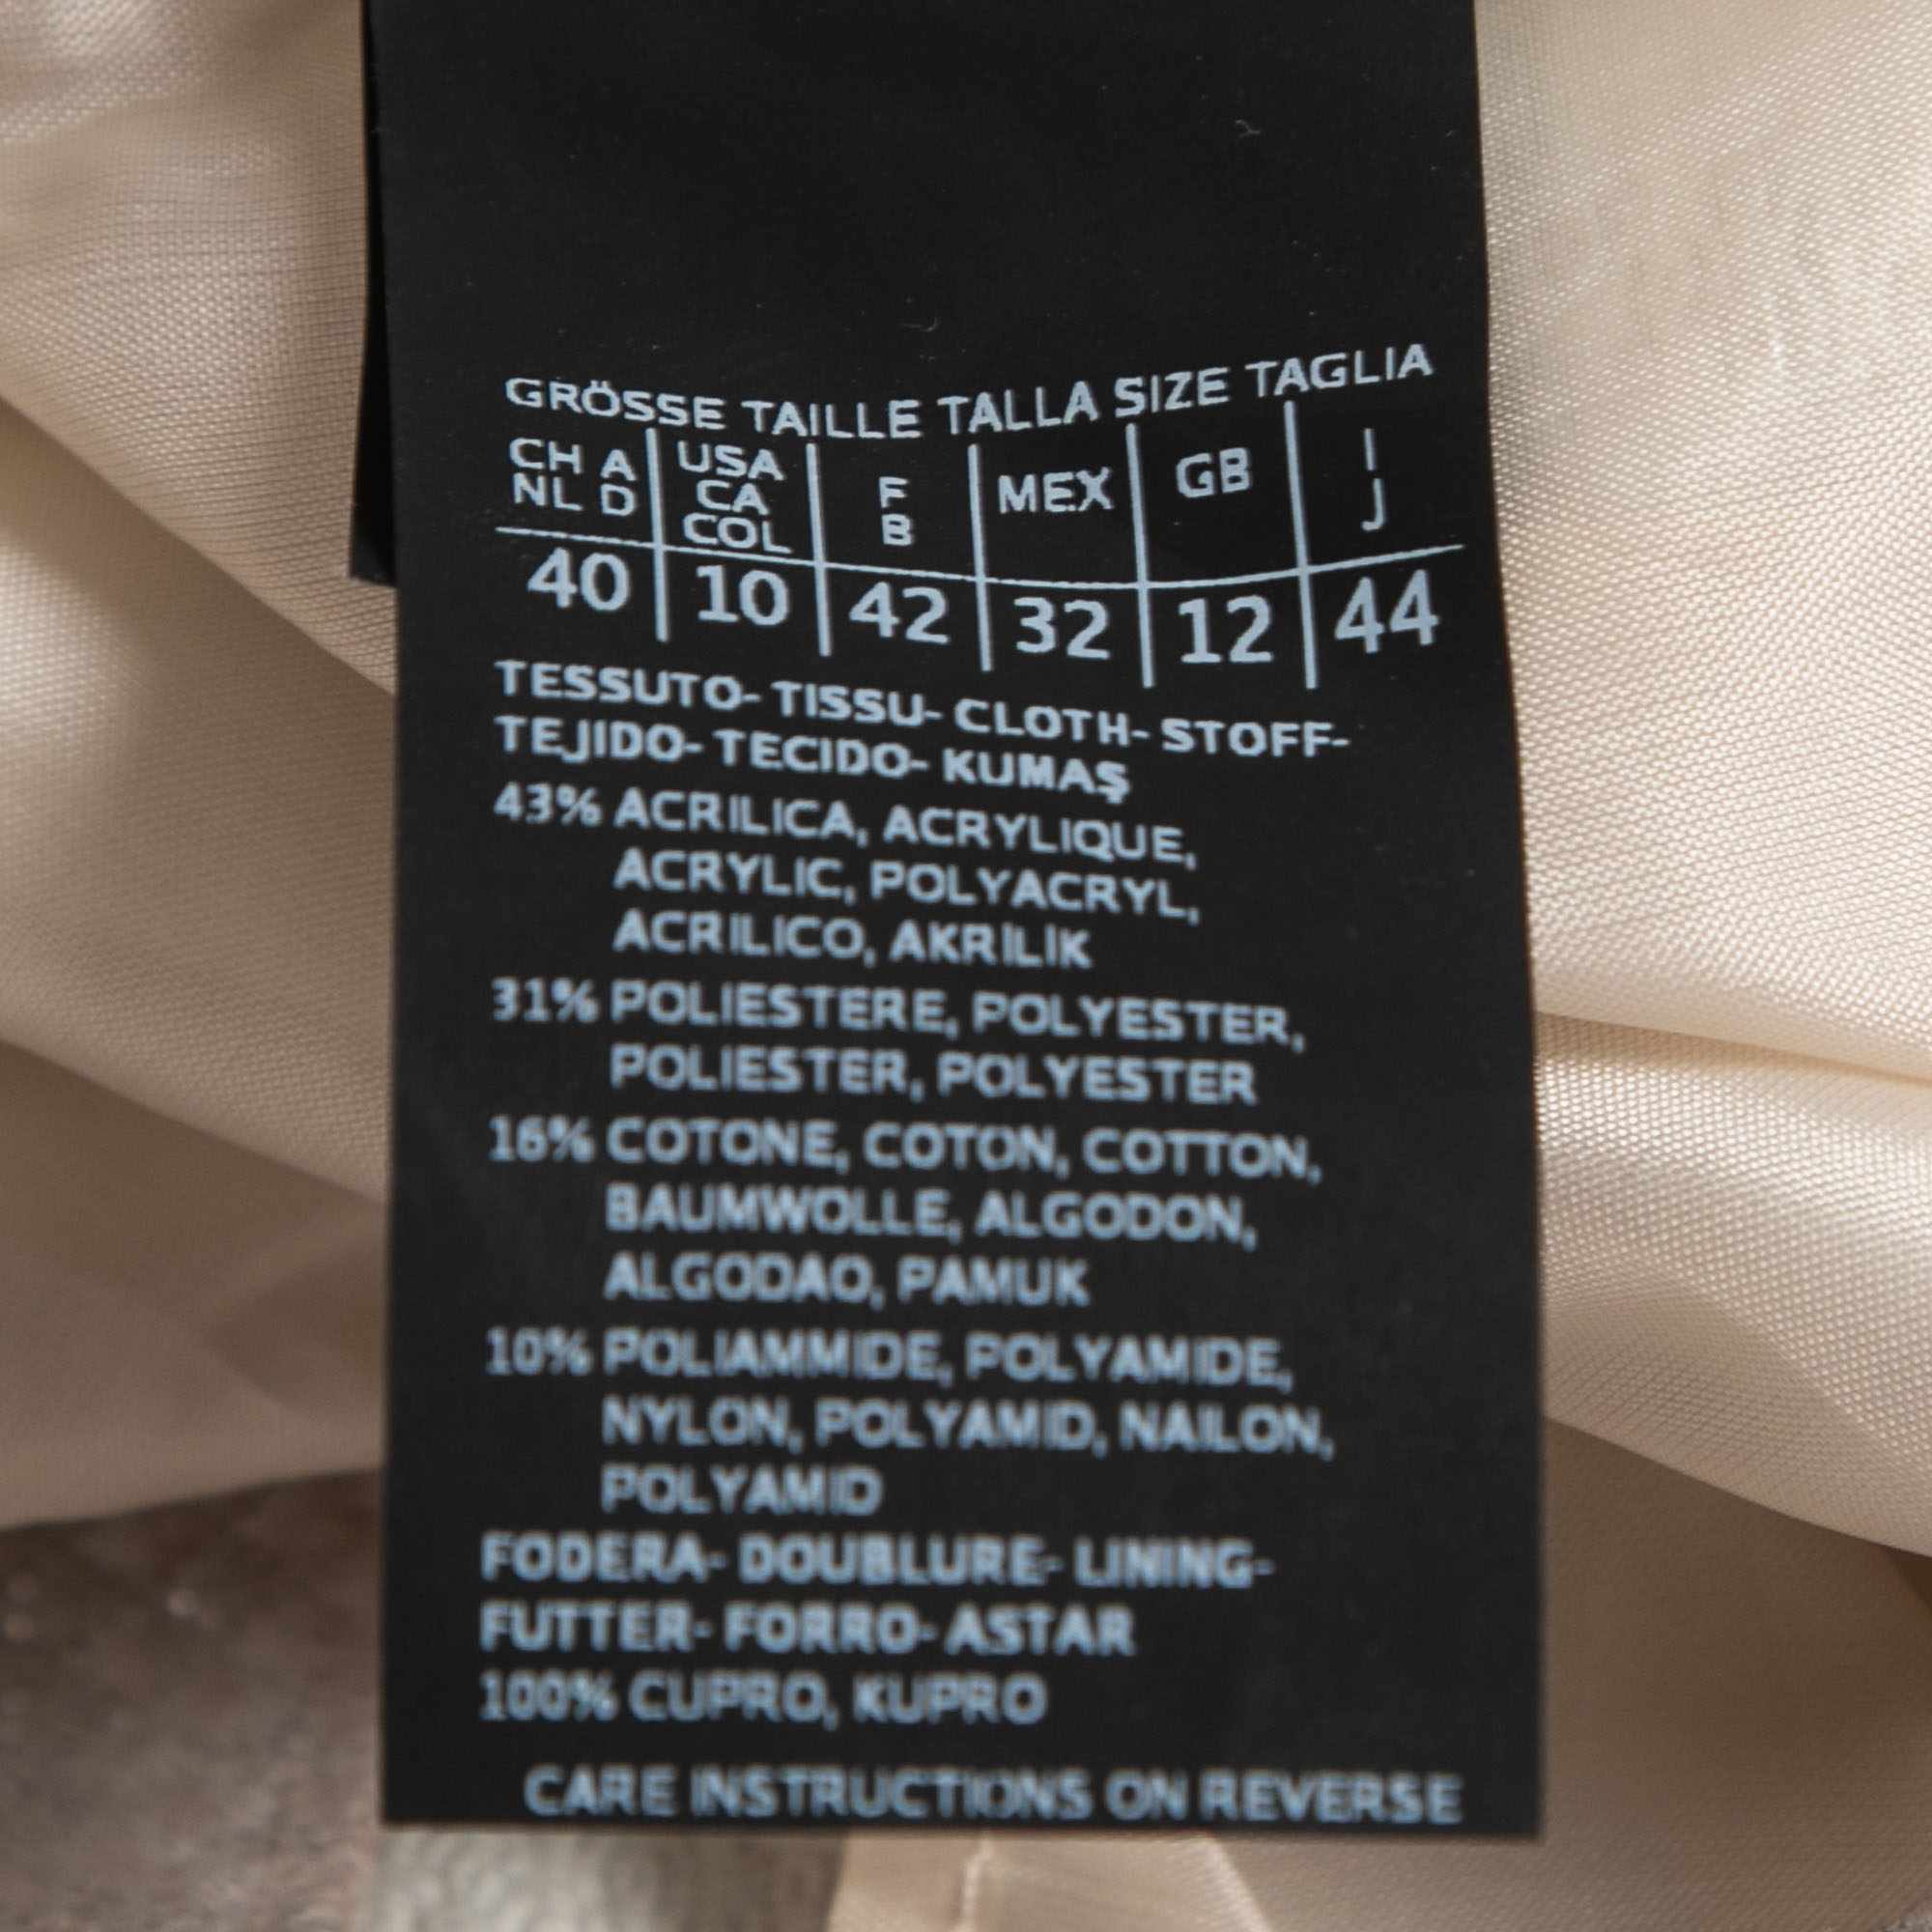 GRÖSSE TAILLE TALLA SIZE TAGLIA
CH A USA F MEX GB I
NL D CA B J
COL
40 10 42 32 12 44
TESSUTO- TISSU- CLOTH- STOFF-
TEJIDO- TECIDO- KUMAŞ
43% ACRILICA, ACRYLIQUE,
ACRYLIC, POLYACRYL,
ACRILICO, AKRİLİK
31% POLIESTERE, POLYESTER,
POLIESTER, POLYESTER
16% COTONE, COTON, COTTON,
BAUMWOLLE, ALGODON,
ALGODAO, PAMUK
10% POLIAMMIDE, POLYAMIDE,
NYLON, POLYAMID, NAILON,
POLYAMID
FODERA- DOUBLURE- LINING-
FUTTER- FORRO- ASTAR
100% CUPRO, KUPRO
CARE INSTRUCTIONS ON REVERSE